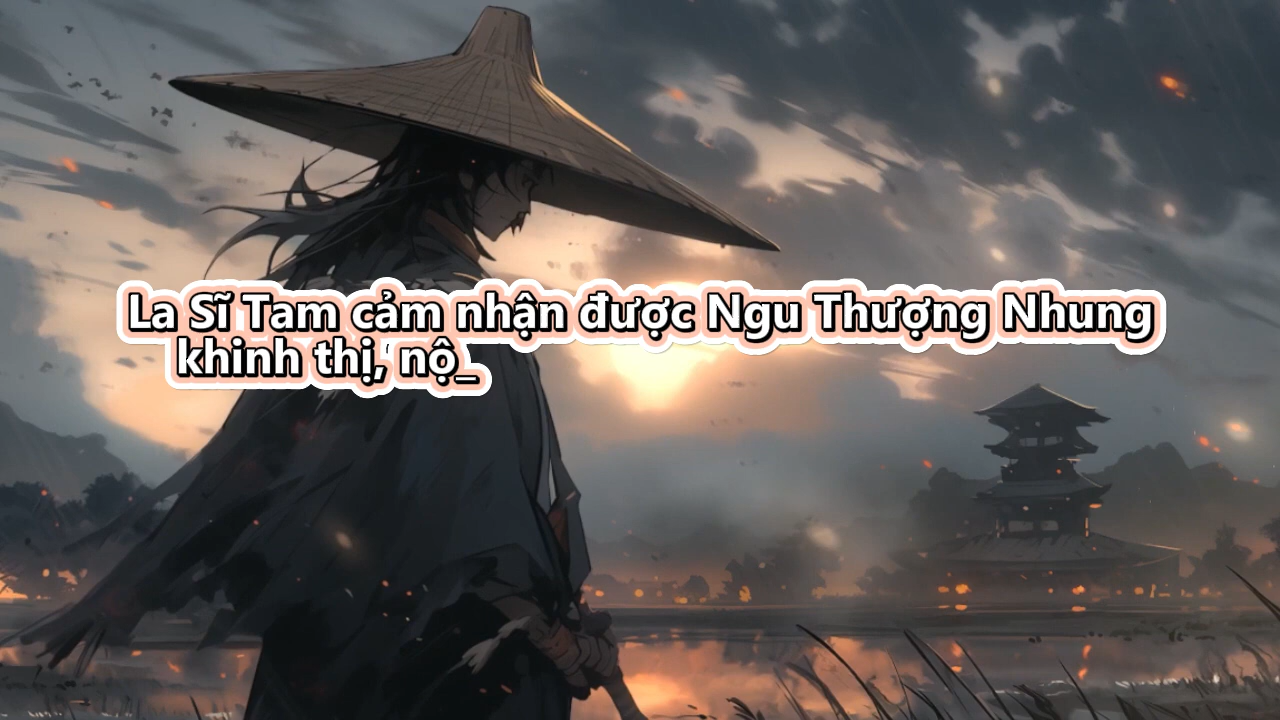 La Sĩ Tam cảm nhận được Ngu Thượng Nhung
khinh thị, nộ_